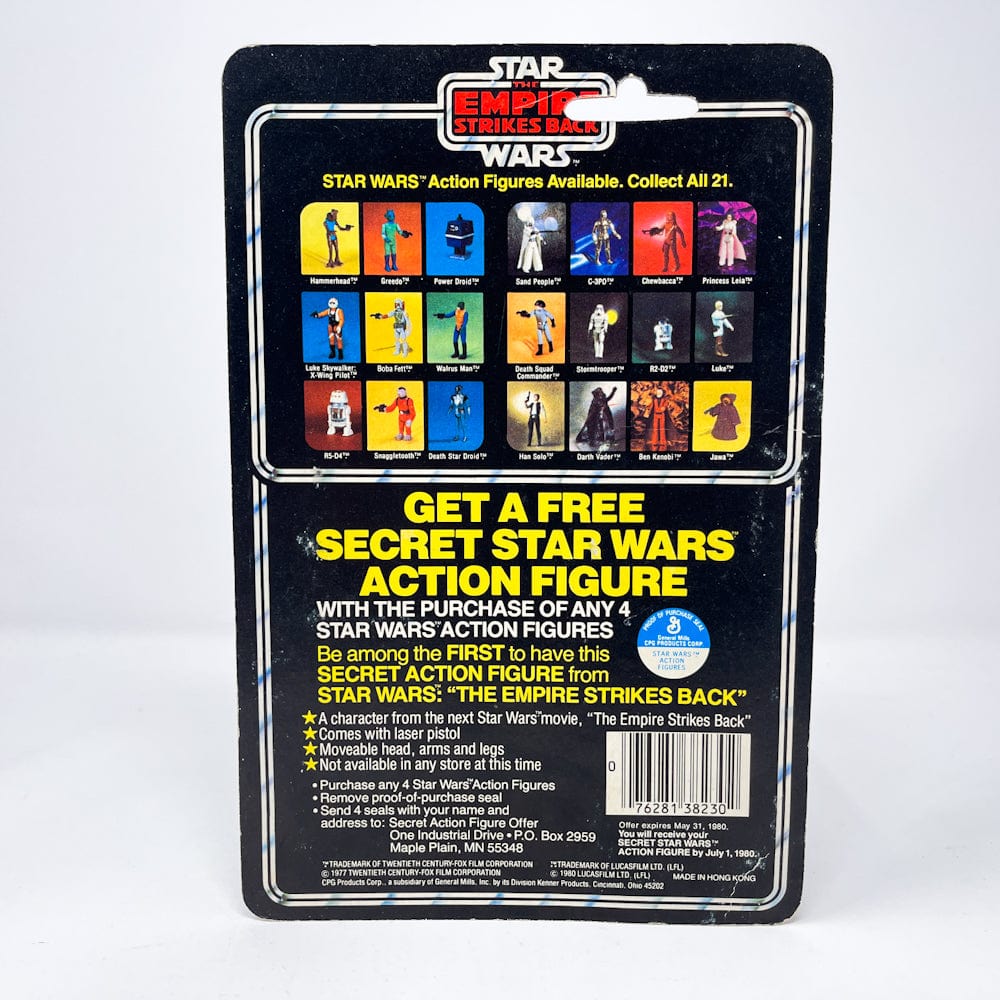 STAR
THE
EMPIRE
STRIKES BACK
WARS™
STAR WARS™ Action Figures Available. Collect All 21.
Hammerhead™
Greedo™
Power Droid™
Sand People™
C-3PO™
Chewbacca™
Princess Leia™
Luke Skywalker:
X-Wing Pilot™
Boba Fett™
Walrus Man™
Death Squad
Commander™
Stormtrooper™
R2-D2™
Luke™
R5-D4™
Snaggletooth™
Death Star Droid™
Han Solo™
Darth Vader™
Ben Kenobi™
Jawa™
GET A FREE
SECRET STAR WARS™
ACTION FIGURE
WITH THE PURCHASE OF ANY 4
STAR WARS™ ACTION FIGURES
PROOF OF PURCHASE SEAL
General Mills
CPG PRODUCTS CORP
STAR WARS™
ACTION
FIGURES
Be among the FIRST to have this
SECRET ACTION FIGURE from
STAR WARS™: "THE EMPIRE STRIKES BACK"
★A character from the next Star Wars™ movie, "The Empire Strikes Back"
★Comes with laser pistol
★Moveable head, arms and legs
★Not available in any store at this time
• Purchase any 4 Star Wars™ Action Figures
• Remove proof-of-purchase seal
• Send 4 seals with your name and
address to: Secret Action Figure Offer
One Industrial Drive • P.O. Box 2959
Maple Plain, MN 55348
0 76281 38230
Offer expires May 31, 1980.
You will receive your
SECRET STAR WARS™
ACTION FIGURE by July 1, 1980.
™TRADEMARK OF TWENTIETH CENTURY-FOX FILM CORPORATION
© 1977 TWENTIETH CENTURY-FOX FILM CORPORATION
™TRADEMARK OF LUCASFILM LTD. (LFL)
© 1980 LUCASFILM LTD. (LFL)
MADE IN HONG KONG
CPG Products Corp., a subsidiary of General Mills, Inc. by its Division Kenner Products, Cincinnati, Ohio 45202